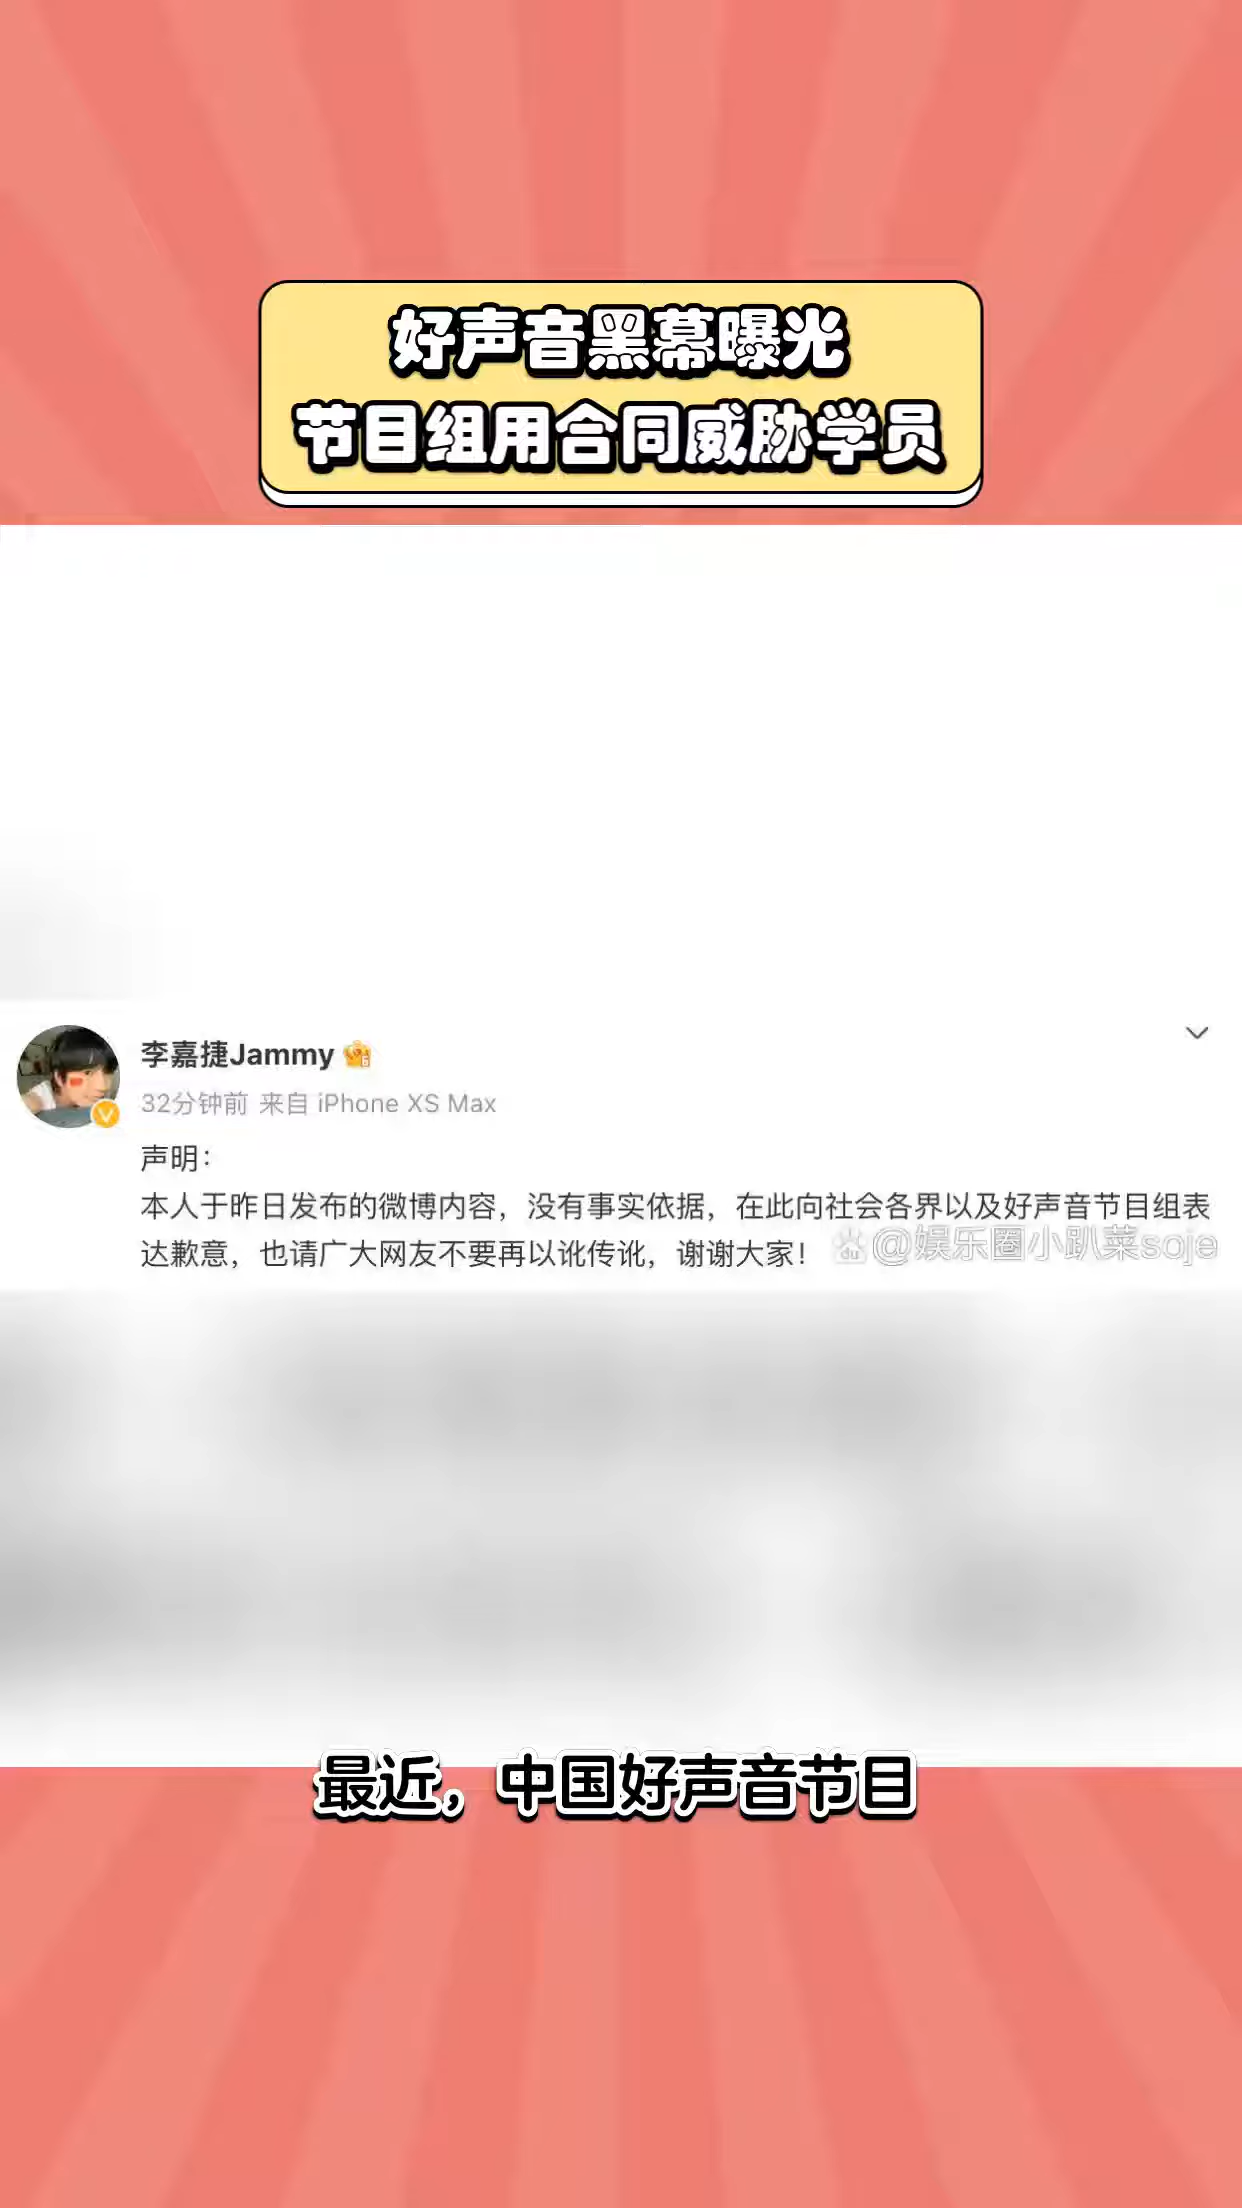 好声音黑幕曝光
节目组用合同威胁学员
李嘉捷Jammy
32分钟前 来自 iPhone XS Max
声明：
本人于昨日发布的微博内容，没有事实依据，在此向社会各界以及好声音节目组表
达歉意，也请广大网友不要再以讹传讹，谢谢大家！
@娱乐圈小趴菜soje
最近，中国好声音节目